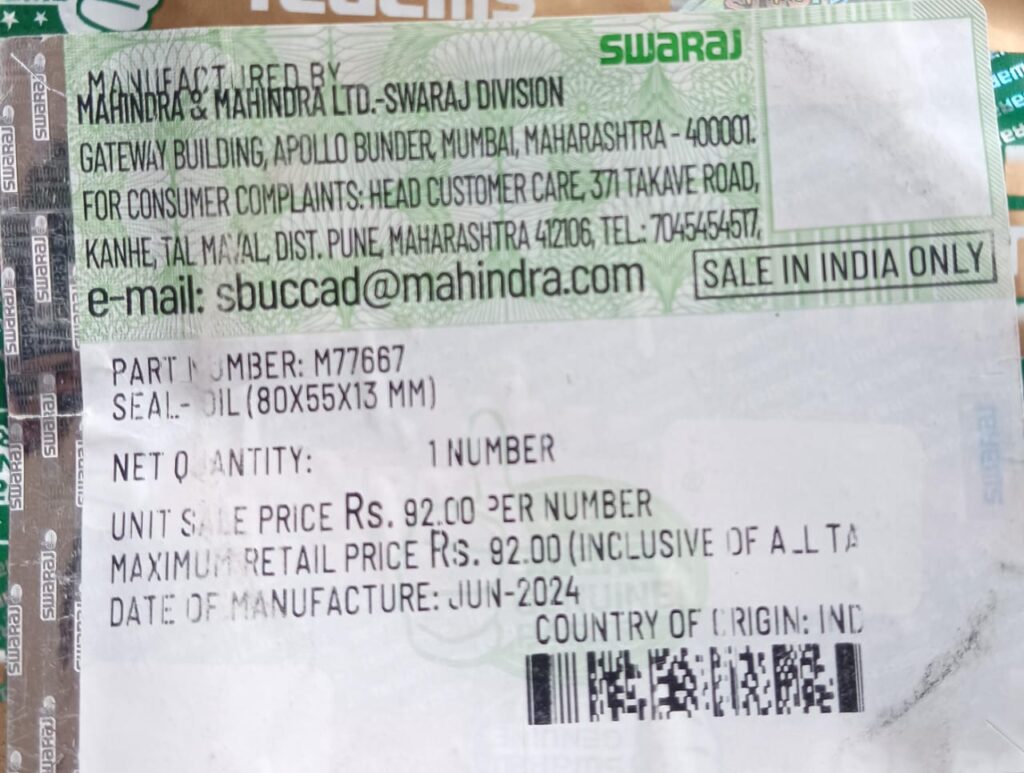 SWARAJ
MANUFACTURED BY
MAHINDRA & MAHINDRA LTD.-SWARAJ DIVISION
GATEWAY BUILDING, APOLLO BUNDER, MUMBAI, MAHARASHTRA - 400001.
FOR CONSUMER COMPLAINTS: HEAD CUSTOMER CARE, 371 TAKAVE ROAD,
KANHE, TAL MAVAL, DIST. PUNE, MAHARASHTRA 412106, TEL.: 7045454517,
e-mail: sbuccad@mahindra.com
SALE IN INDIA ONLY
PART NUMBER: M77667
SEAL- OIL (80X55X13 MM)
NET QUANTITY: 1 NUMBER
UNIT SALE PRICE Rs. 92.00 PER NUMBER
MAXIMUM RETAIL PRICE Rs. 92.00 (INCLUSIVE OF ALL TA
DATE OF MANUFACTURE: JUN-2024
COUNTRY OF ORIGIN: IND